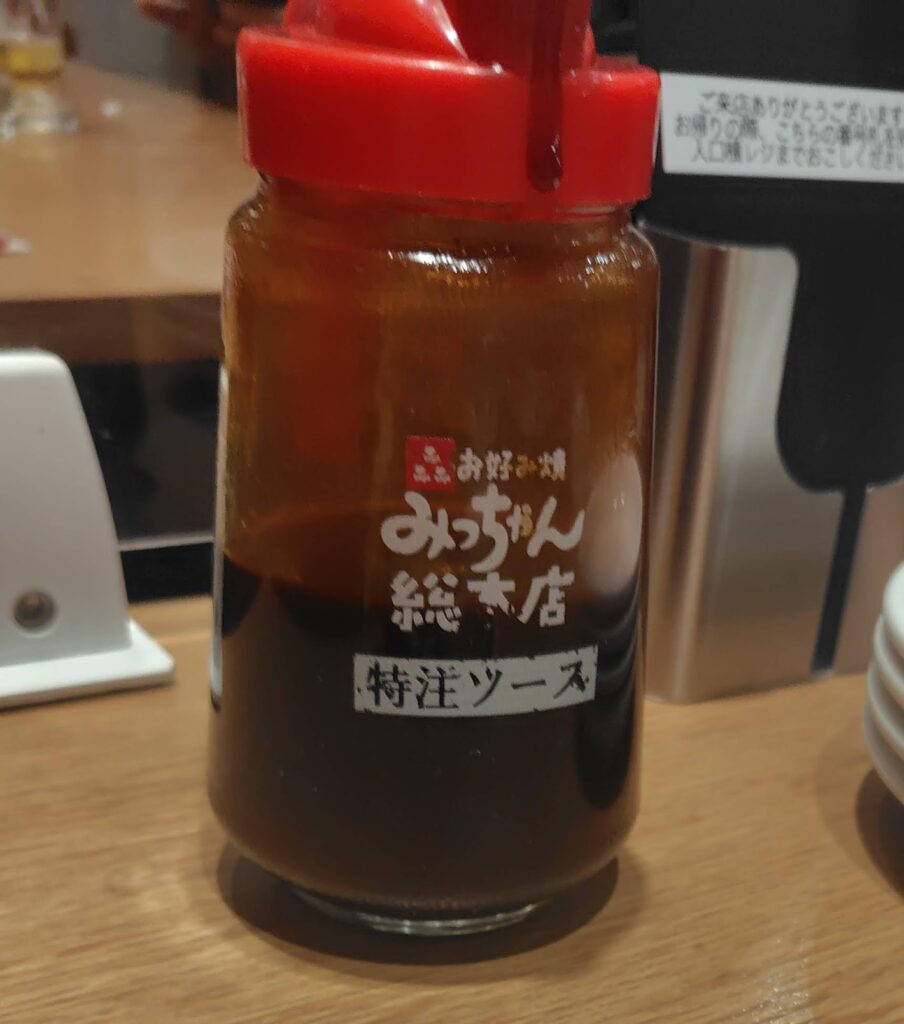 お好み焼
みっちゃん
総本店
特注ソース
ご来店ありがとうございます
お帰りの際、こちらの番号札を
入口横レジまでおこしくださ